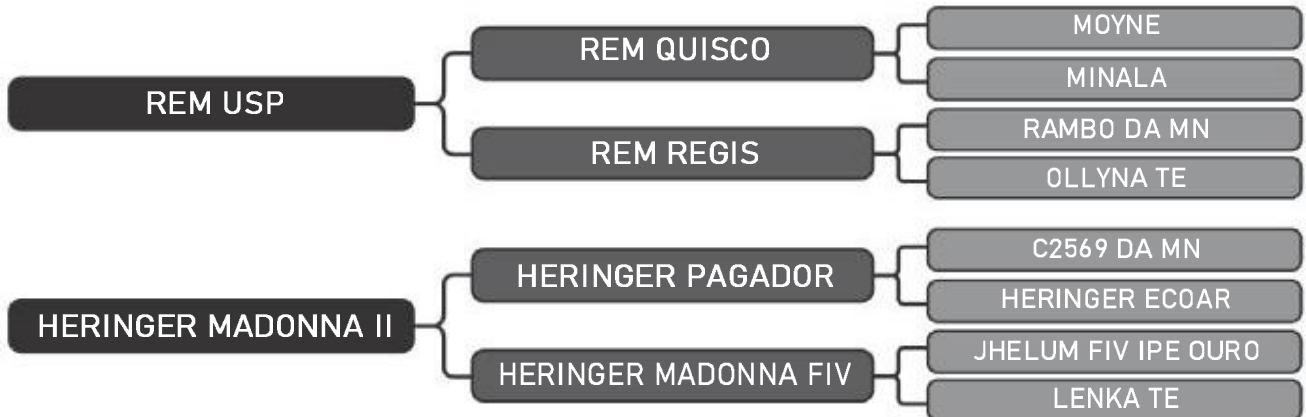 REM USP
REM QUISCO
MOYNE
MINALA
REM REGIS
RAMBO DA MN
OLLYNA TE
HERINGER MADONNA II
HERINGER PAGADOR
C2569 DA MN
HERINGER ECOAR
HERINGER MADONNA FIV
JHELUM FIV IPE OURO
LENKA TE